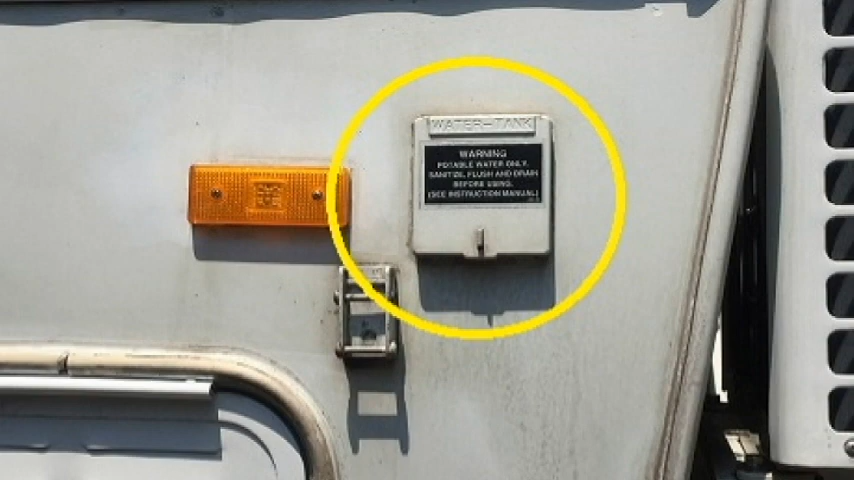 WATER-TANK
WARNING
POTABLE WATER ONLY.
SANITIZE, FLUSH AND DRAIN
BEFORE USING.
(SEE INSTRUCTION MANUAL)